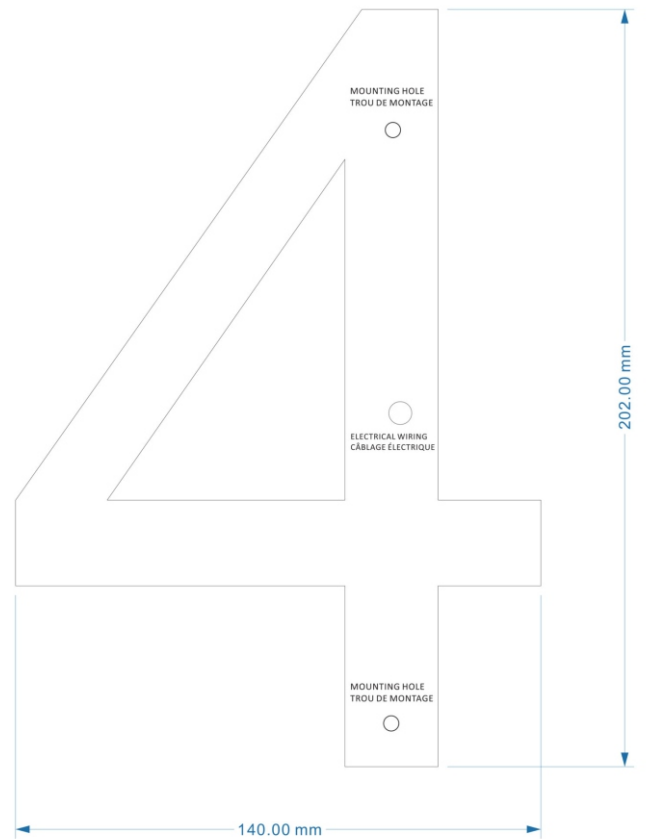 MOUNTING HOLE
TROU DE MONTAGE
202.00 mm
ELECTRICAL WIRING
CÂBLAGE ÉLECTRIQUE
MOUNTING HOLE
TROU DE MONTAGE
140.00 mm